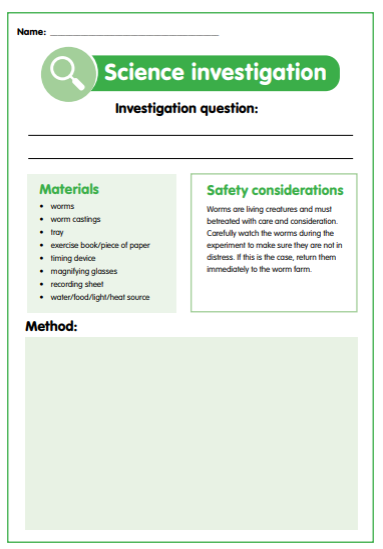 Name: ________________________________
Science investigation
Investigation question:
Materials
• worms
• worm castings
• tray
• exercise book/piece of paper
• timing device
• magnifying glasses
• recording sheet
• water/food/light/heat source
Safety considerations
Worms are living creatures and must
betreated with care and consideration.
Carefully watch the worms during the
experiment to make sure they are not in
distress. If this is the case, return them
immediately to the worm farm.
Method: